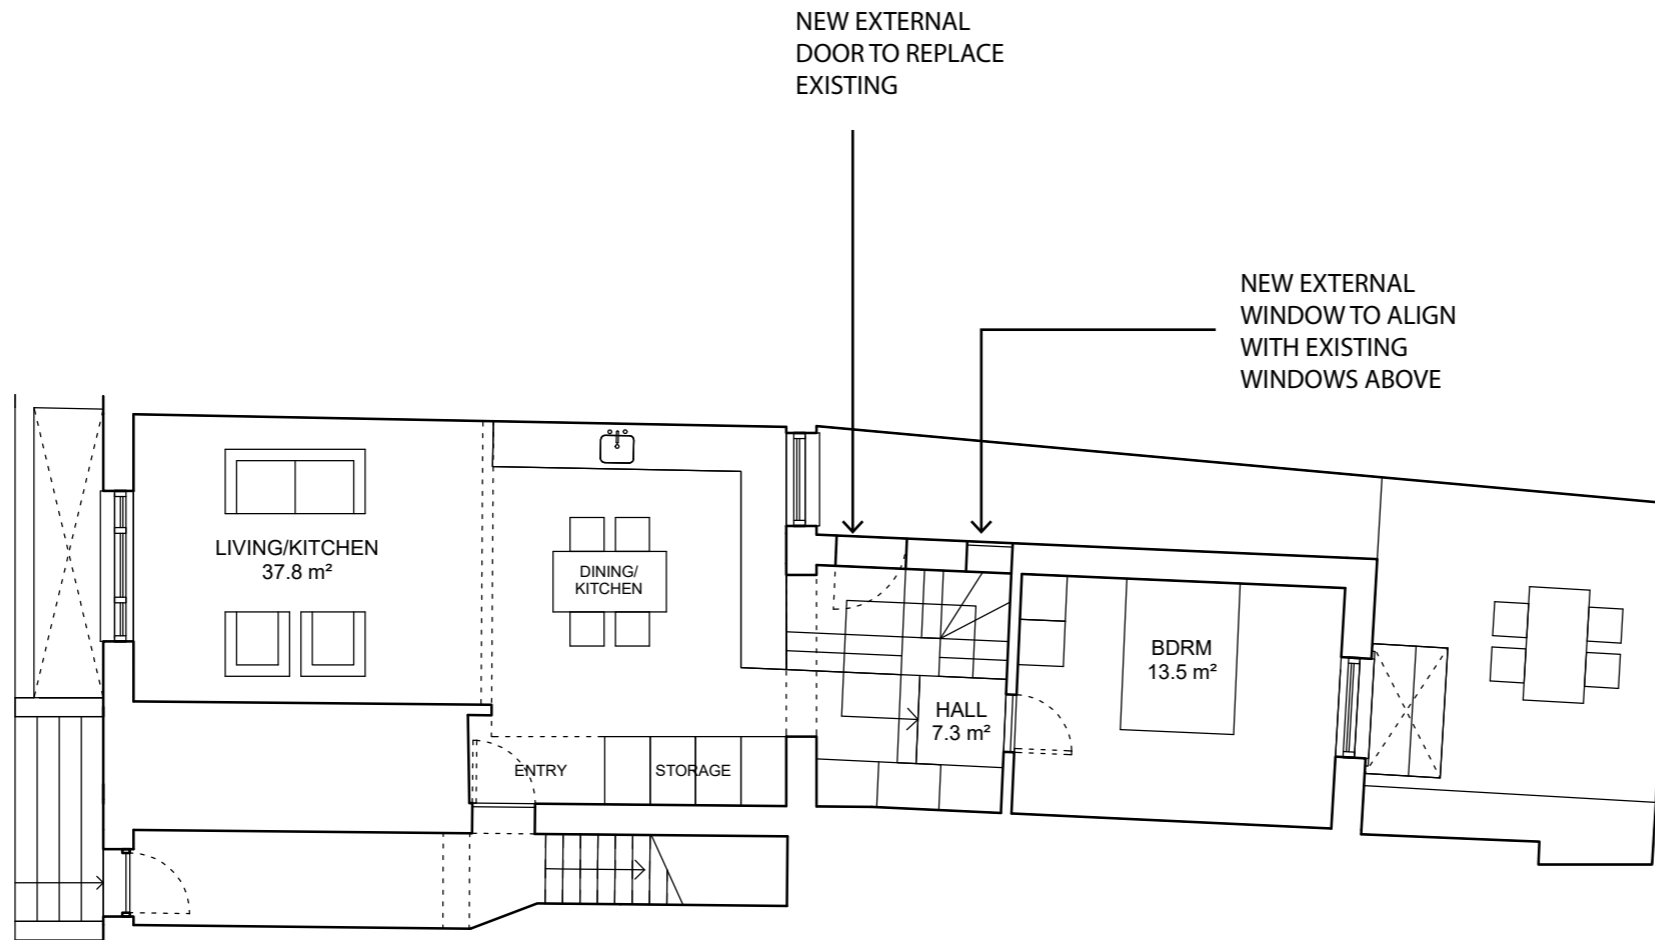 NEW EXTERNAL
DOOR TO REPLACE
EXISTING
NEW EXTERNAL
WINDOW TO ALIGN
WITH EXISTING
WINDOWS ABOVE
LIVING/KITCHEN
37.8 m²
DINING/
KITCHEN
BDRM
13.5 m²
HALL
7.3 m²
ENTRY
STORAGE